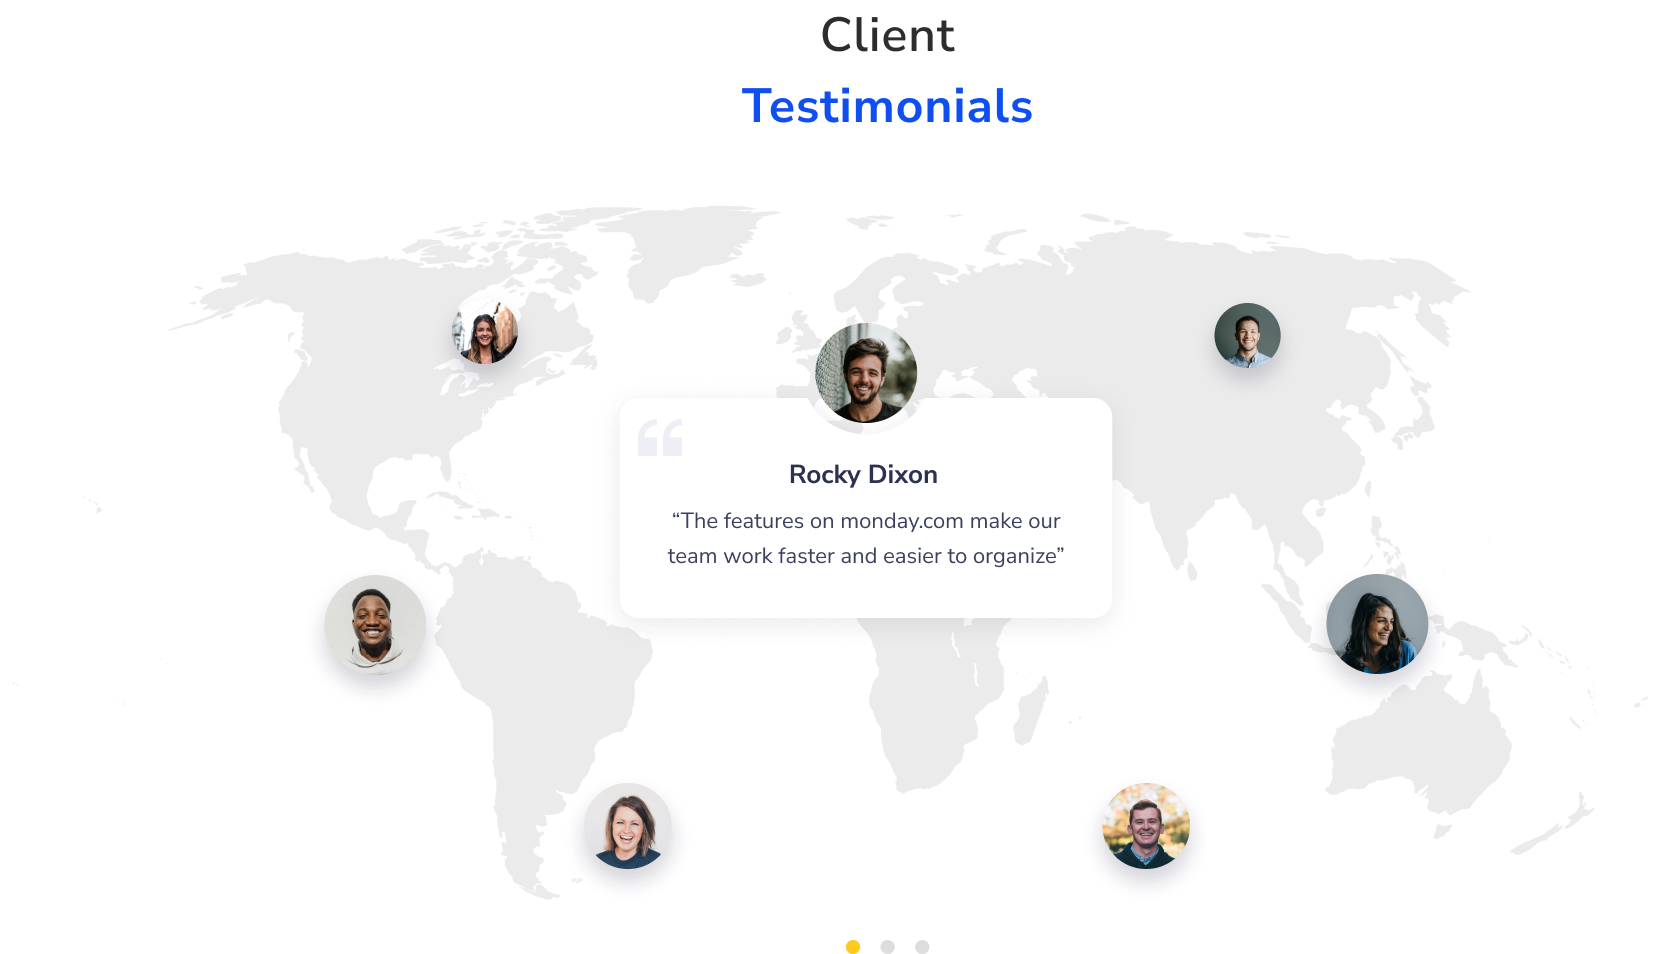 Client
Testimonials
Rocky Dixon
“The features on monday.com make our
team work faster and easier to organize”